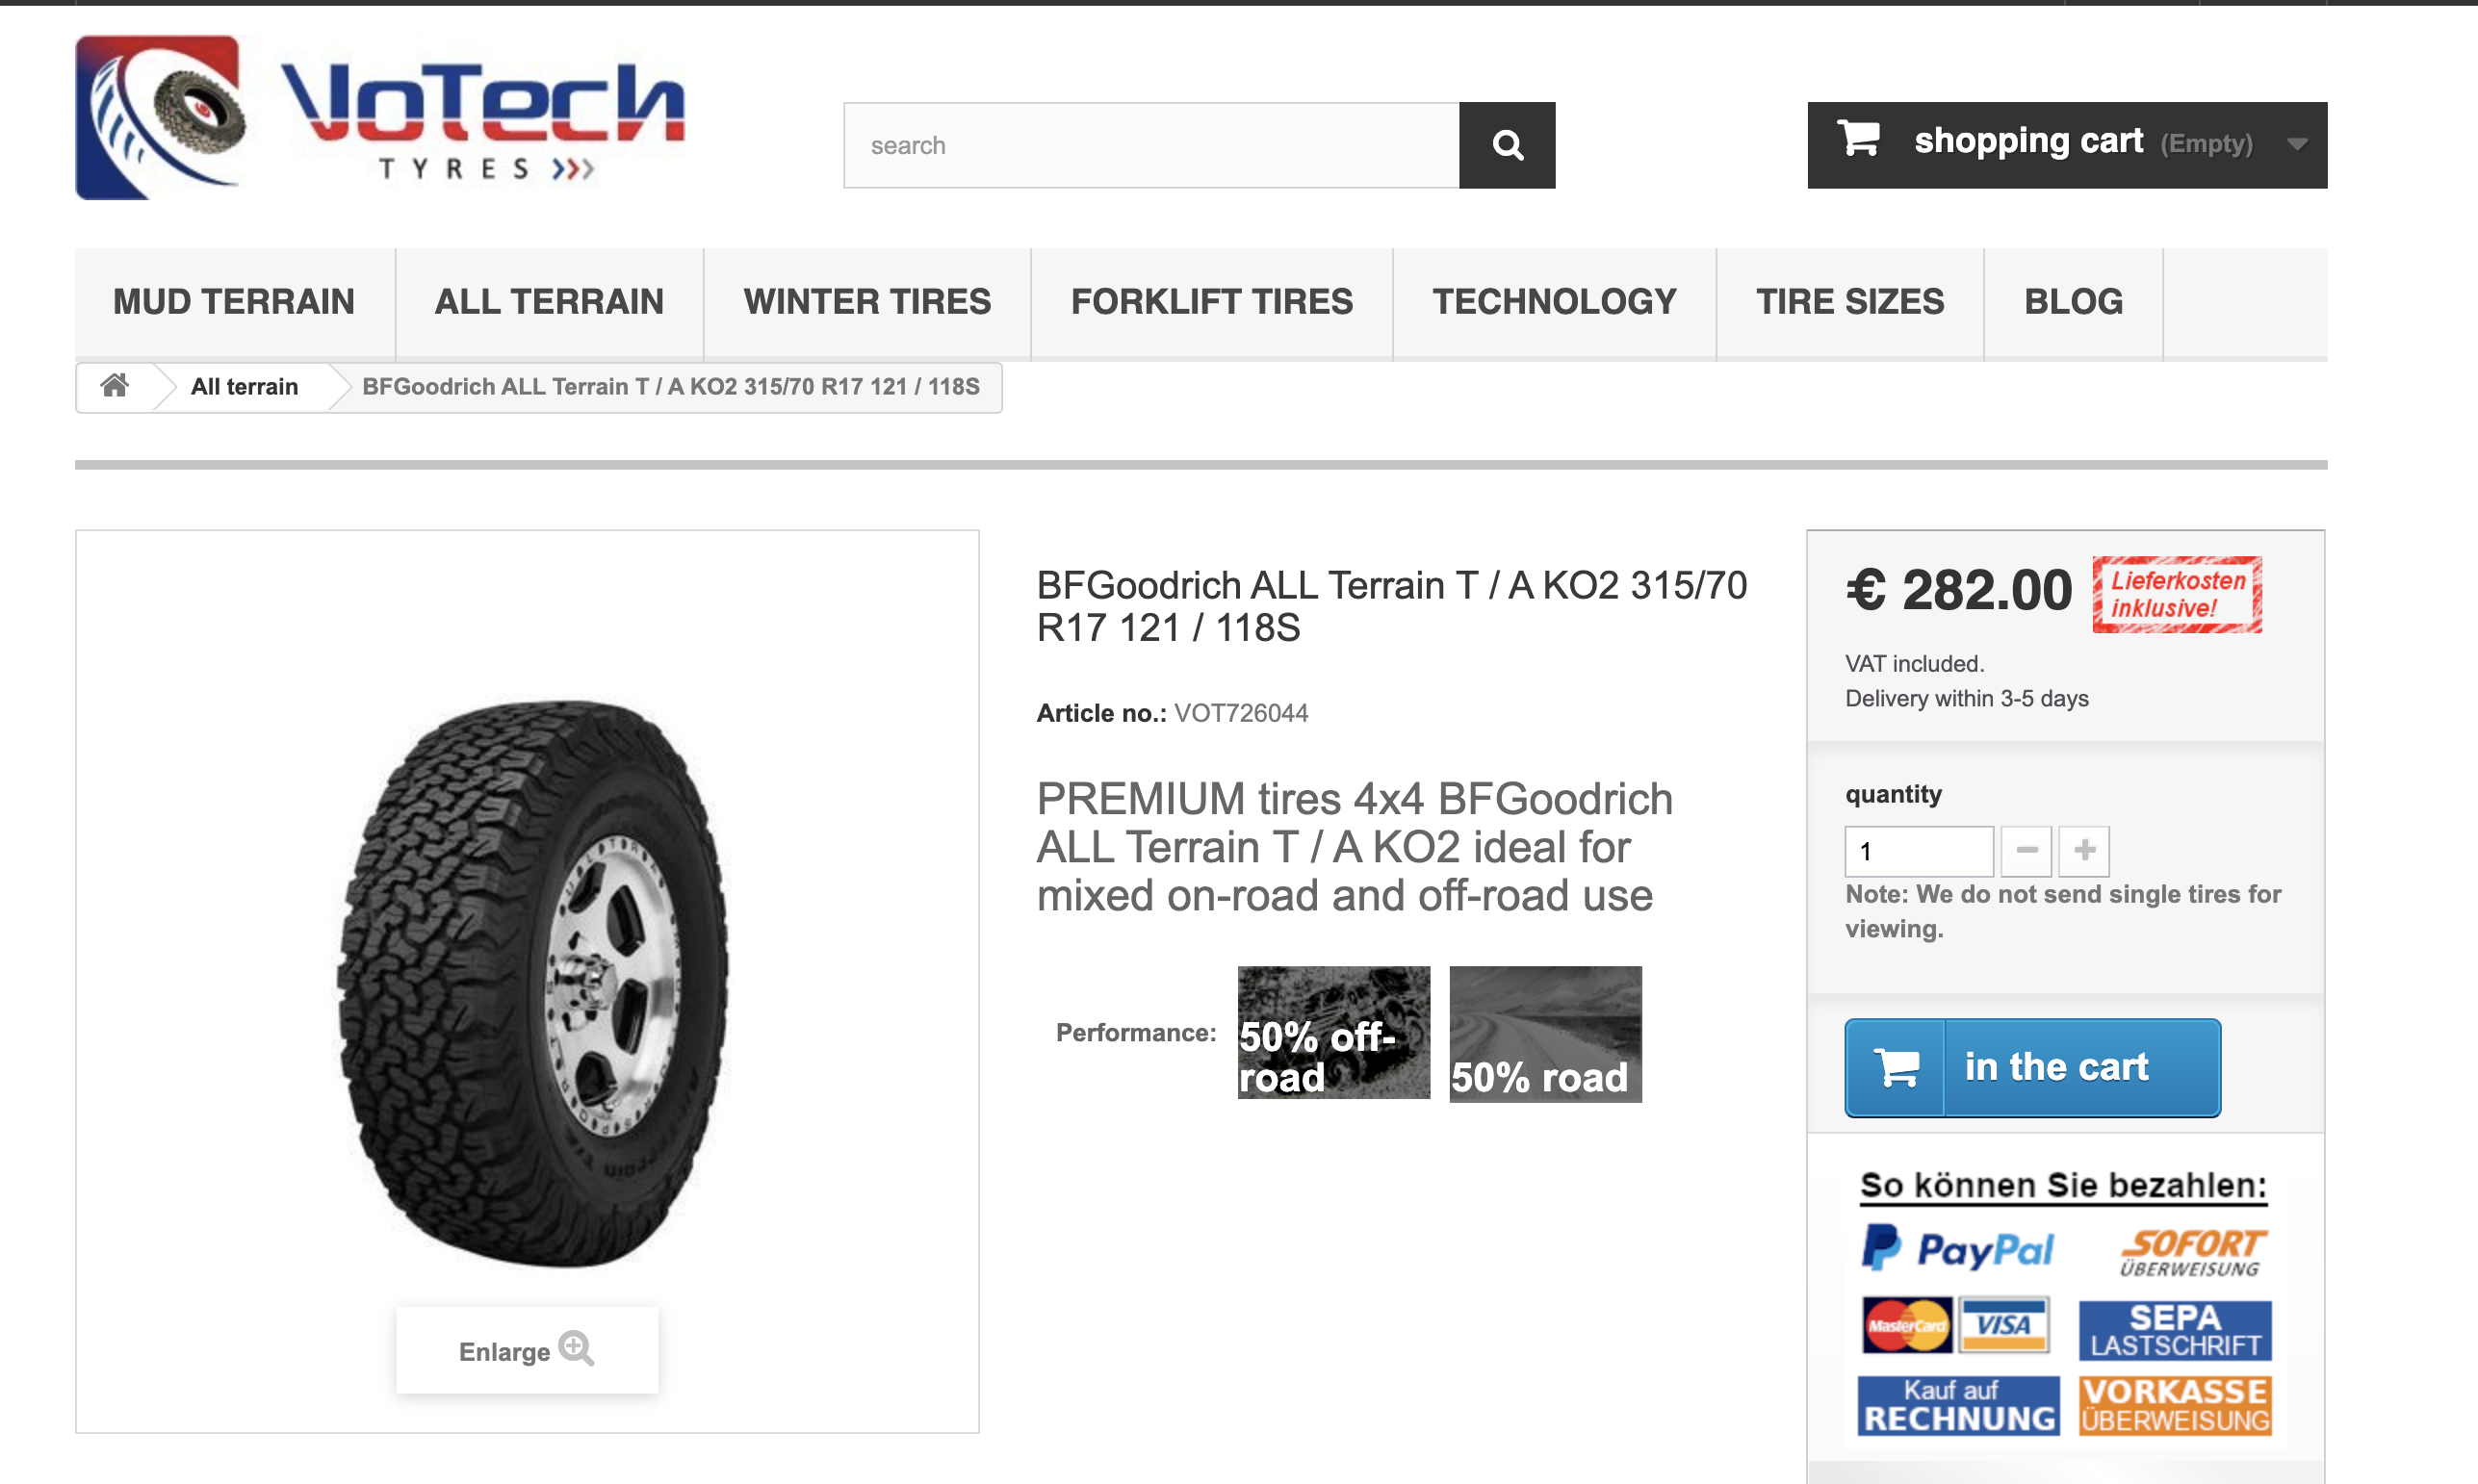 VoTech
TYRES >>>
search
shopping cart (Empty)
MUD TERRAIN
ALL TERRAIN
WINTER TIRES
FORKLIFT TIRES
TECHNOLOGY
TIRE SIZES
BLOG
All terrain
BFGoodrich ALL Terrain T / A KO2 315/70 R17 121 / 118S
BFGoodrich ALL Terrain T / A KO2 315/70
R17 121 / 118S
Article no.: VOT726044
PREMIUM tires 4x4 BFGoodrich
ALL Terrain T / A KO2 ideal for
mixed on-road and off-road use
Performance:
50% off-
road
50% road
Enlarge
€ 282.00
Lieferkosten
inklusive!
VAT included.
Delivery within 3-5 days
quantity
1
Note: We do not send single tires for
viewing.
in the cart
So können Sie bezahlen:
PayPal
SOFORT
ÜBERWEISUNG
MasterCard
VISA
SEPA
LASTSCHRIFT
Kauf auf
RECHNUNG
VORKASSE
ÜBERWEISUNG